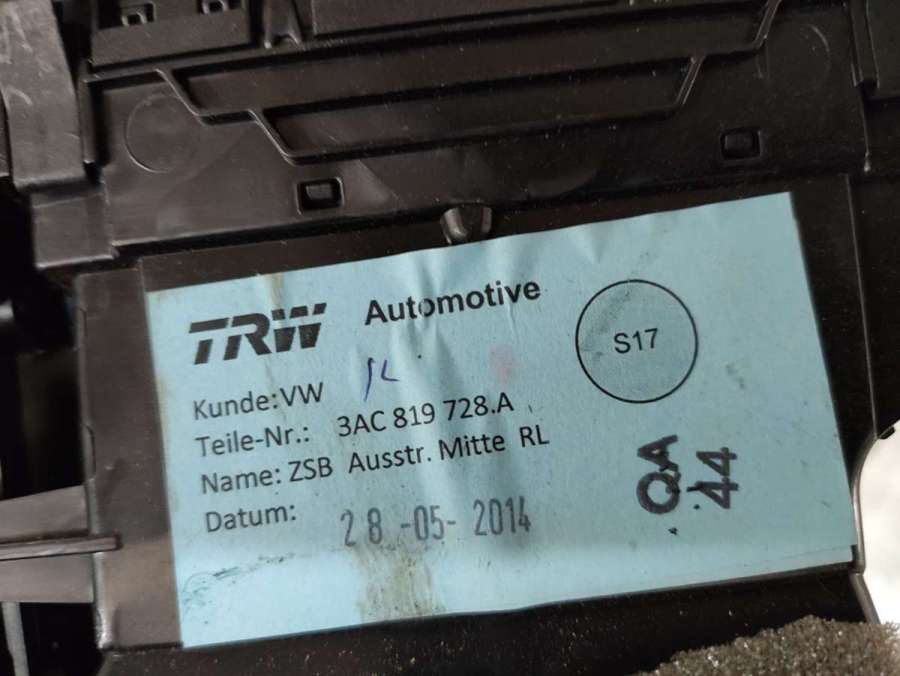 TRW Automotive
S17
Kunde:VW
Teile-Nr.: 3AC 819 728.A
Name: ZSB Ausstr. Mitte RL
Datum: 28-05-2014
QA
44